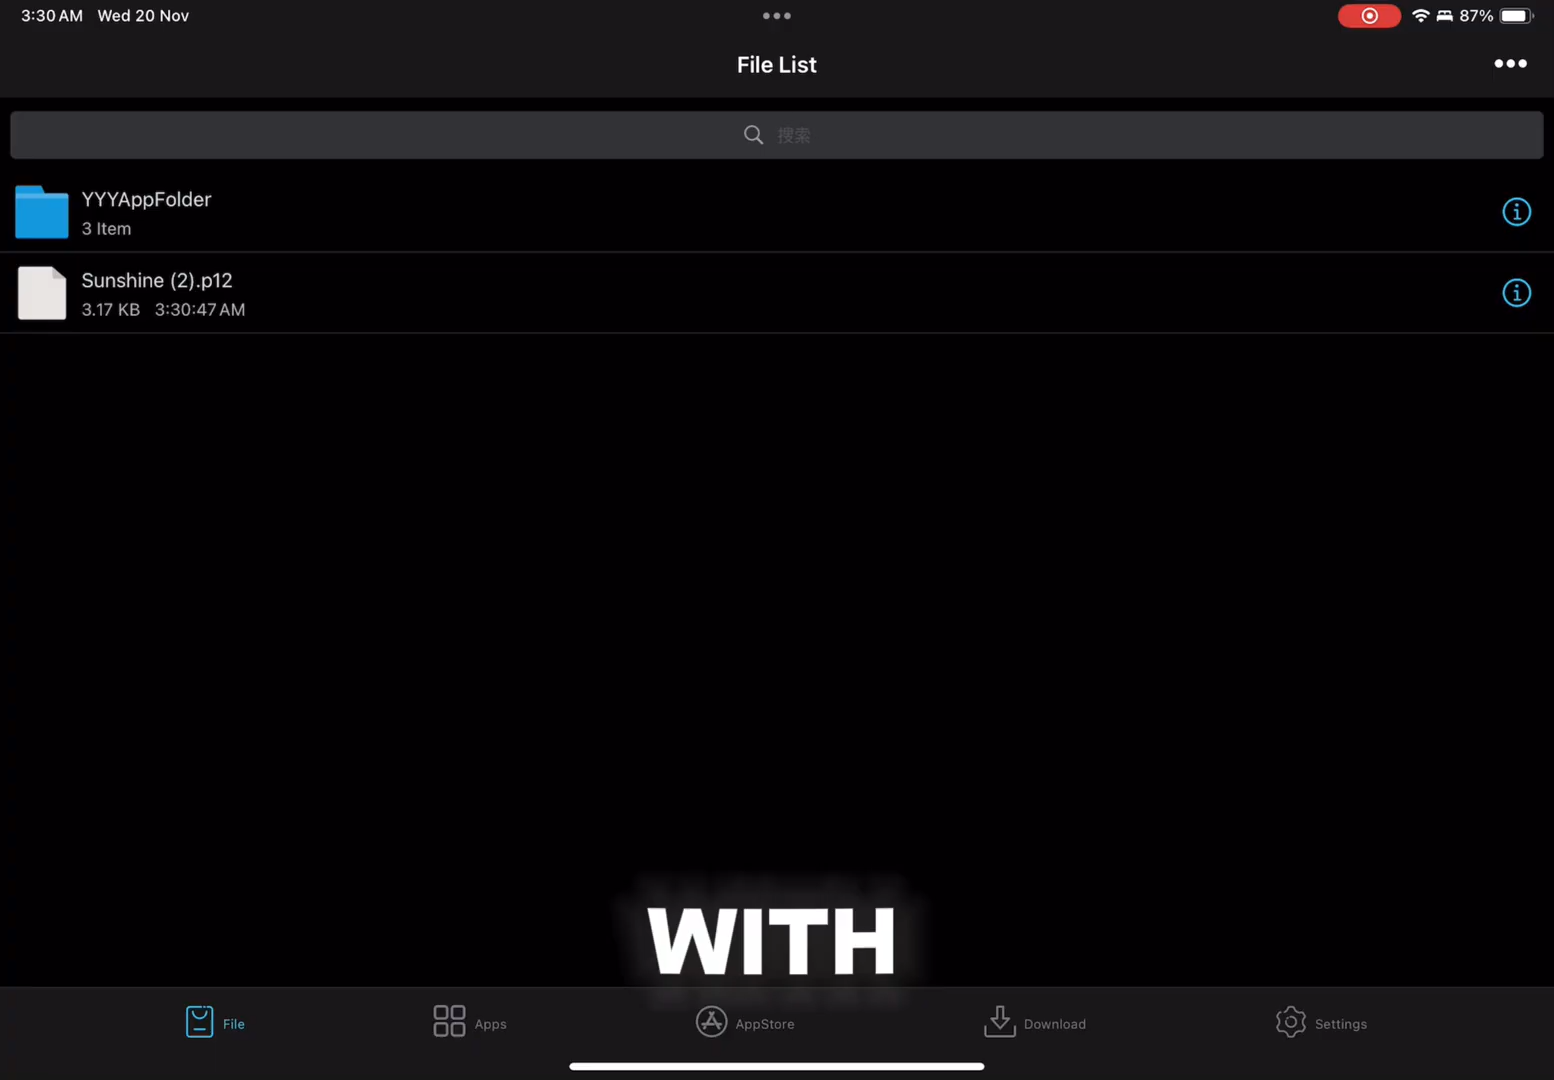 3:30 AM Wed 20 Nov
87%
File List
搜索
YYYAppFolder
3 Item
Sunshine (2).p12
3.17 KB 3:30:47 AM
WITH
File
Apps
AppStore
Download
Settings